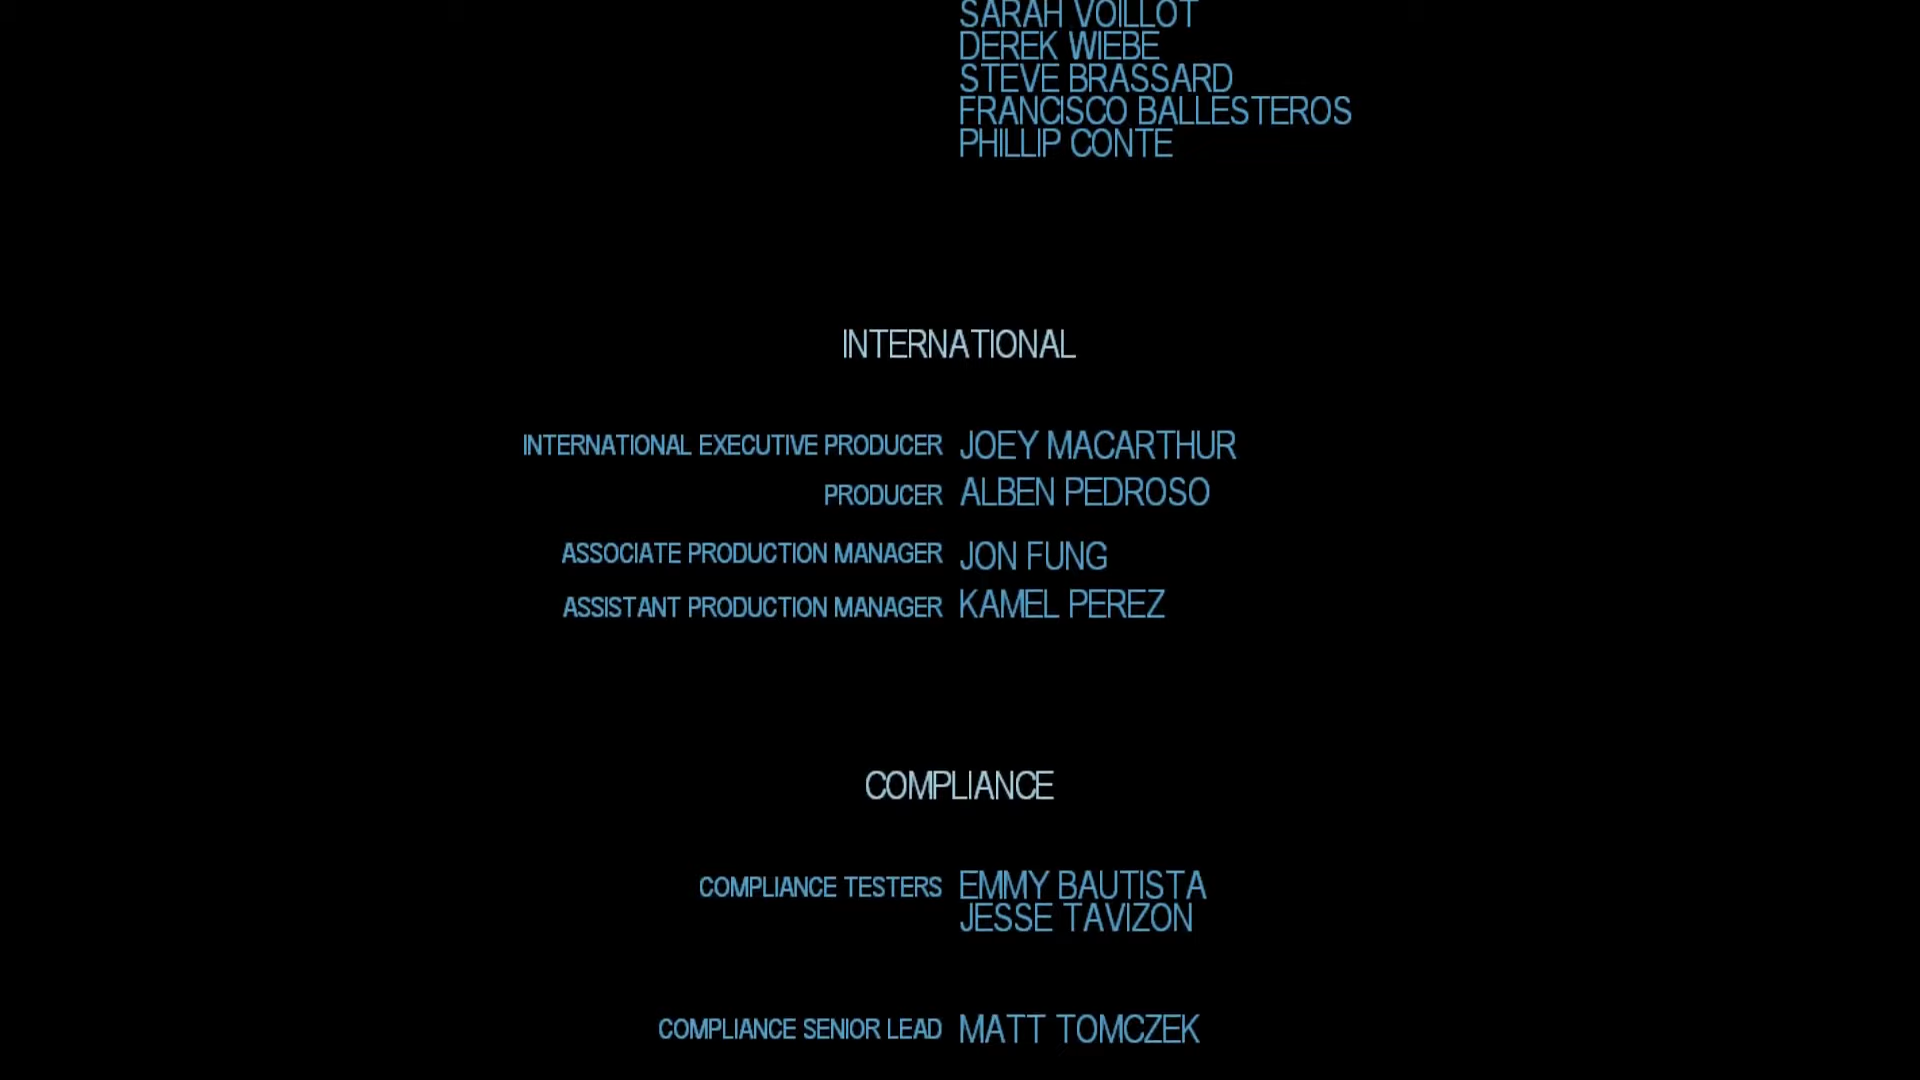 SARAH VOILLOT
DEREK WIEBE
STEVE BRASSARD
FRANCISCO BALLESTEROS
PHILLIP CONTE
INTERNATIONAL
INTERNATIONAL EXECUTIVE PRODUCER JOEY MACARTHUR
PRODUCER ALBEN PEDROSO
ASSOCIATE PRODUCTION MANAGER JON FUNG
ASSISTANT PRODUCTION MANAGER KAMEL PEREZ
COMPLIANCE
COMPLIANCE TESTERS EMMY BAUTISTA
JESSE TAVIZON
COMPLIANCE SENIOR LEAD MATT TOMCZEK